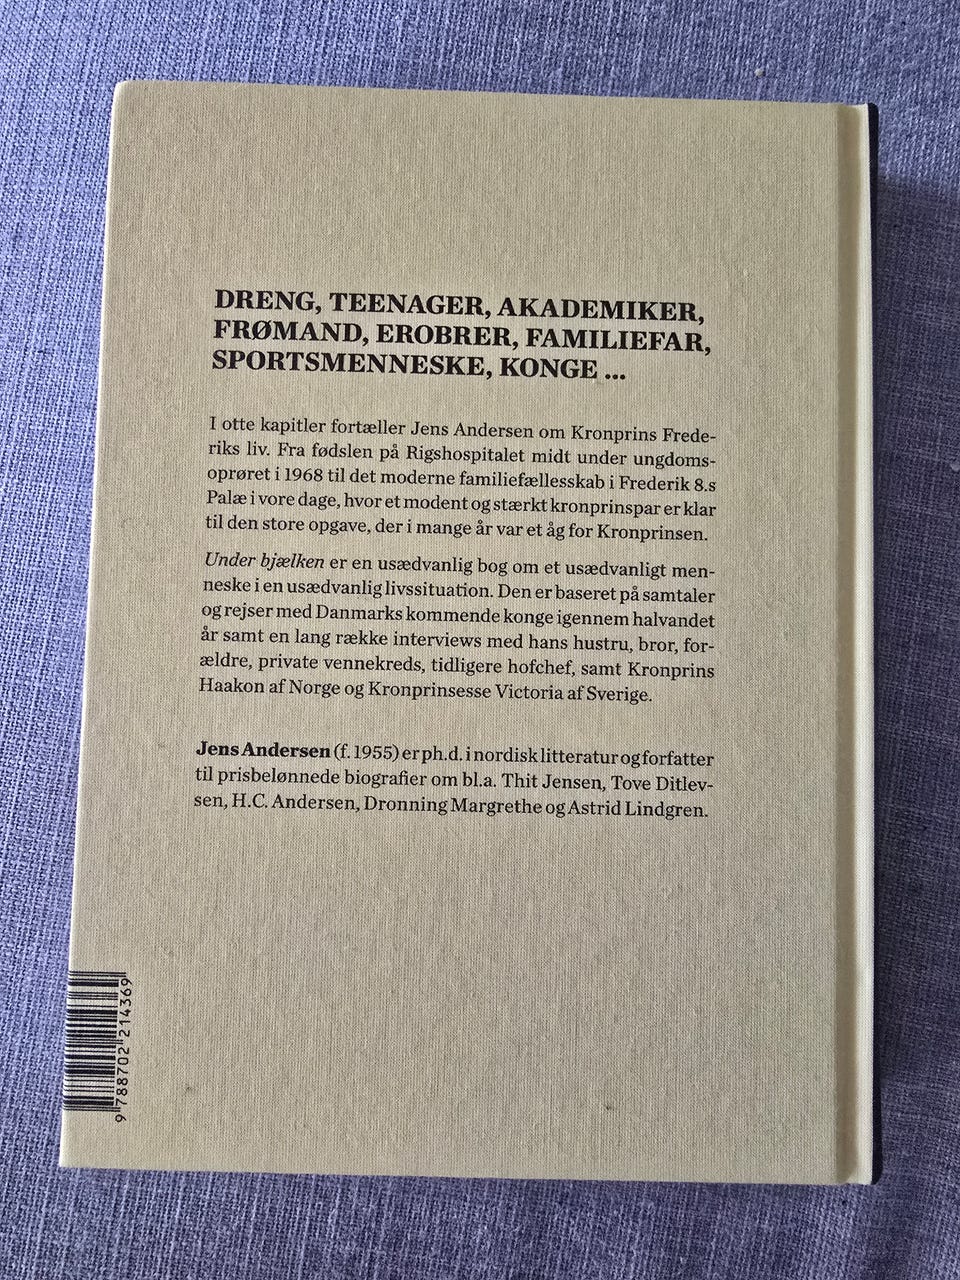 DRENG, TEENAGER, AKADEMIKER,
FRØMAND, EROBRER, FAMILIEFAR,
SPORTSMENNESKE, KONGE ...
I otte kapitler fortæller Jens Andersen om Kronprins Frede-
riks liv. Fra fødslen på Rigshospitalet midt under ungdoms-
oprøret i 1968 til det moderne familiefællesskab i Frederik 8.s
Palæ i vore dage, hvor et modent og stærkt kronprinspar er klar
til den store opgave, der i mange år var et åg for Kronprinsen.
Under bjælken er en usædvanlig bog om et usædvanligt men-
neske i en usædvanlig livssituation. Den er baseret på samtaler
og rejser med Danmarks kommende konge igennem halvandet
år samt en lang række interviews med hans hustru, bror, for-
ældre, private vennekreds, tidligere hofchef, samt Kronprins
Haakon af Norge og Kronprinsesse Victoria af Sverige.
Jens Andersen (f. 1955) er ph.d. i nordisk litteratur og forfatter
til prisbelønnede biografier om bl.a. Thit Jensen, Tove Ditlev-
sen, H.C. Andersen, Dronning Margrethe og Astrid Lindgren.
9 788702 214369